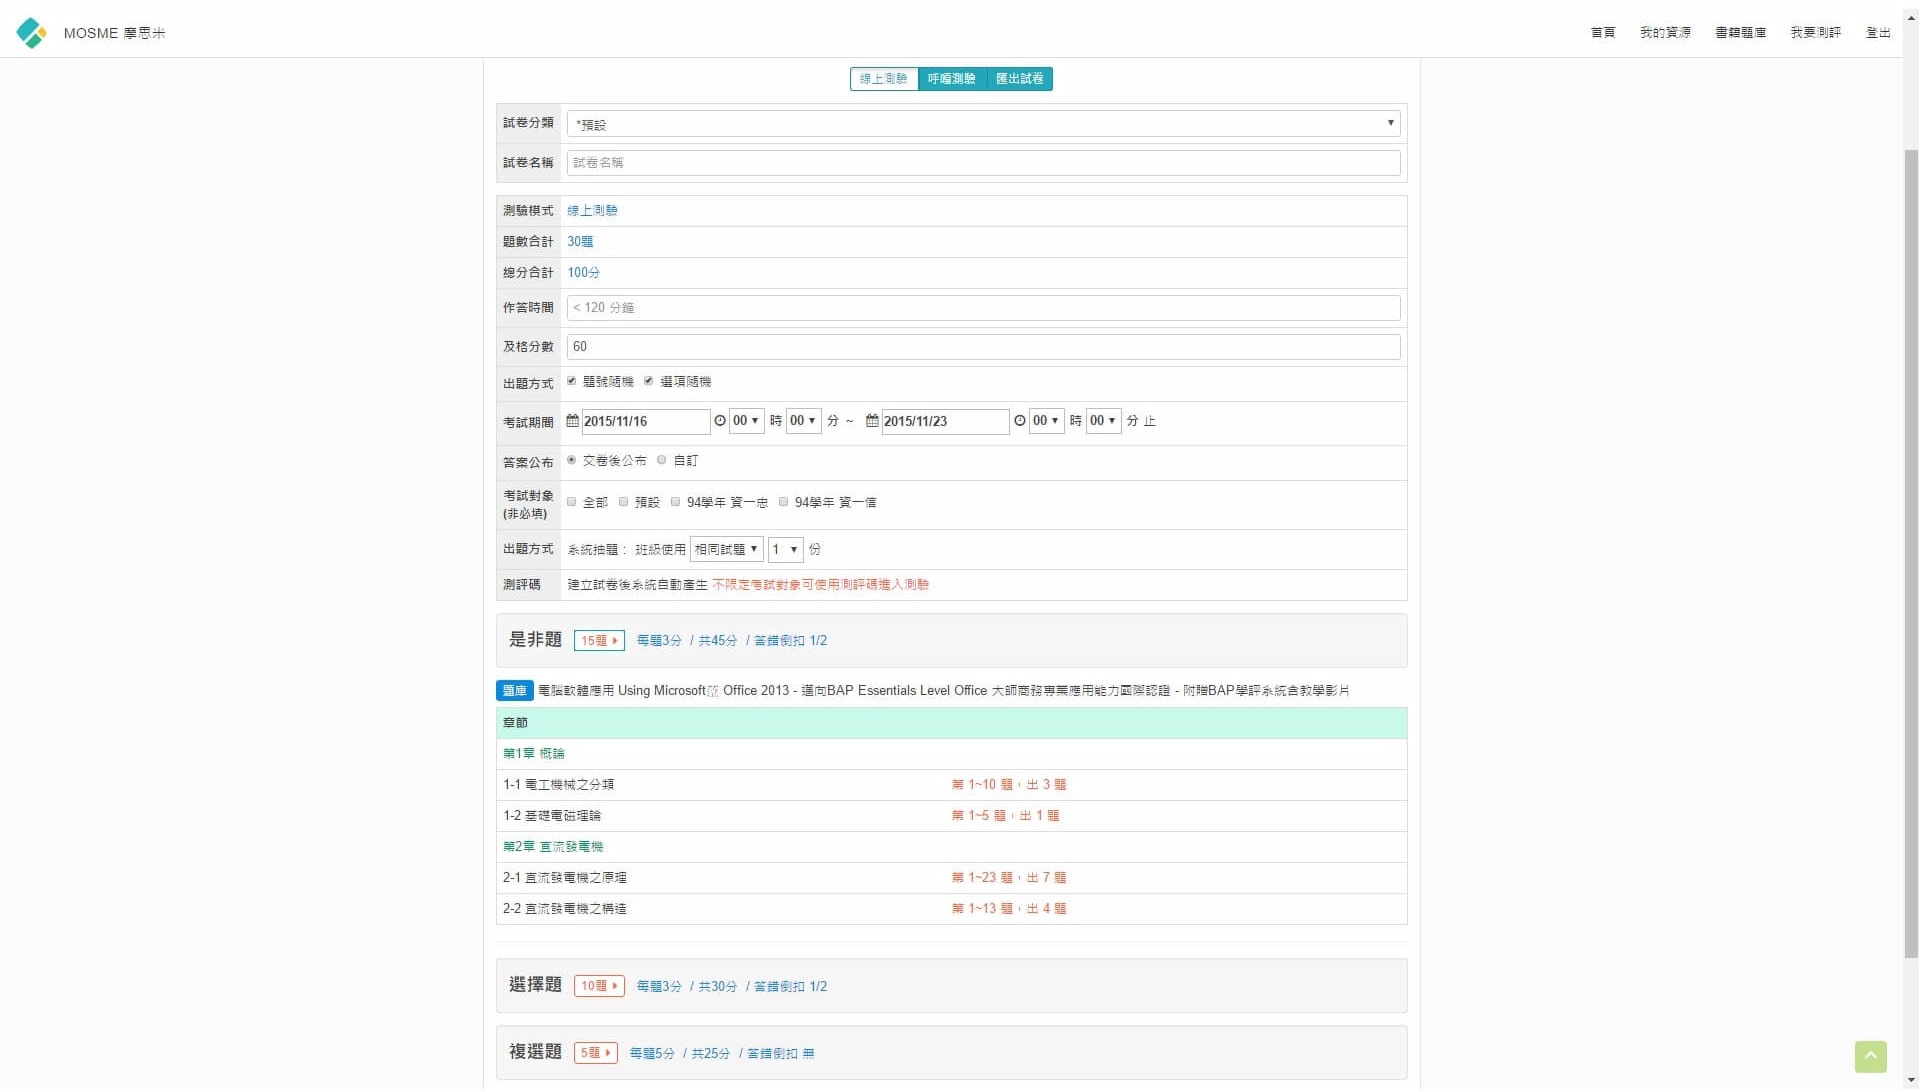 MOSME 摩思米
首頁 我的資源 書籍題庫 我要測評 登出
線上測驗 呼嚕測驗 匯出試卷
試卷分類 *預設
試卷名稱 試卷名稱
測驗模式 線上測驗
題數合計 30題
總分合計 100分
作答時間 < 120 分鐘
及格分數 60
出題方式 題號隨機 選項隨機
考試期間 2015/11/16 00 時 00 分 ~ 2015/11/23 00 時 00 分 止
答案公布 交卷後公布 自訂
考試對象 全部 預設 94學年 資一忠 94學年 資一信
(非必填)
出題方式 系統抽題： 班級使用 相同試題 1 份
測評碼 建立試卷後系統自動產生 不限定考試對象可使用測評碼進入測驗
是非題 15題 每題3分 / 共45分 / 答錯倒扣 1/2
題庫 電腦軟體應用 Using Microsoft Office 2013 - 邁向BAP Essentials Level Office 大師商務專業應用能力國際認證 - 附贈BAP學評系統含教學影片
章節
第1章 概論
1-1 電工機械之分類 第 1~10 題，出 3 題
1-2 基礎電磁理論 第 1~5 題，出 1 題
第2章 直流發電機
2-1 直流發電機之原理 第 1~23 題，出 7 題
2-2 直流發電機之構造 第 1~13 題，出 4 題
選擇題 10題 每題3分 / 共30分 / 答錯倒扣 1/2
複選題 5題 每題5分 / 共25分 / 答錯倒扣 無